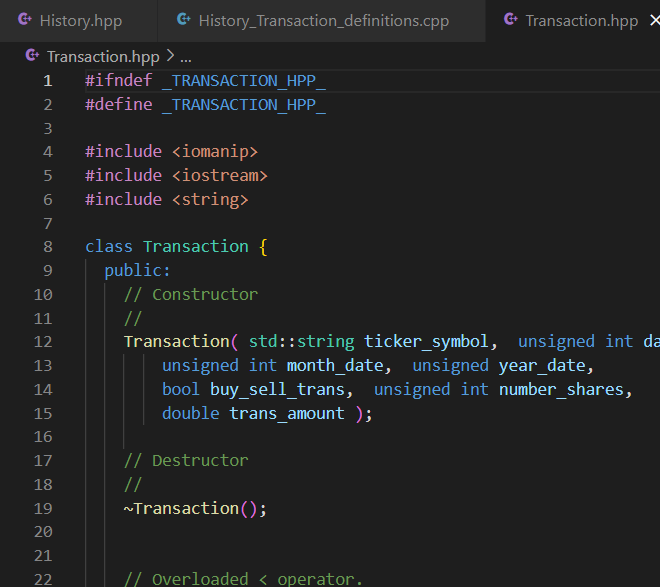 History.hpp History_Transaction_definitions.cpp Transaction.hpp
Transaction.hpp > ...
1 #ifndef _TRANSACTION_HPP_
2 #define _TRANSACTION_HPP_
3
4 #include <iomanip>
5 #include <iostream>
6 #include <string>
7
8 class Transaction {
9 public:
10 // Constructor
11 //
12 Transaction( std::string ticker_symbol,  unsigned int da
13 unsigned int month_date,  unsigned year_date,
14 bool buy_sell_trans,  unsigned int number_shares,
15 double trans_amount );
16
17 // Destructor
18 //
19 ~Transaction();
20
21
22 // Overloaded < operator.